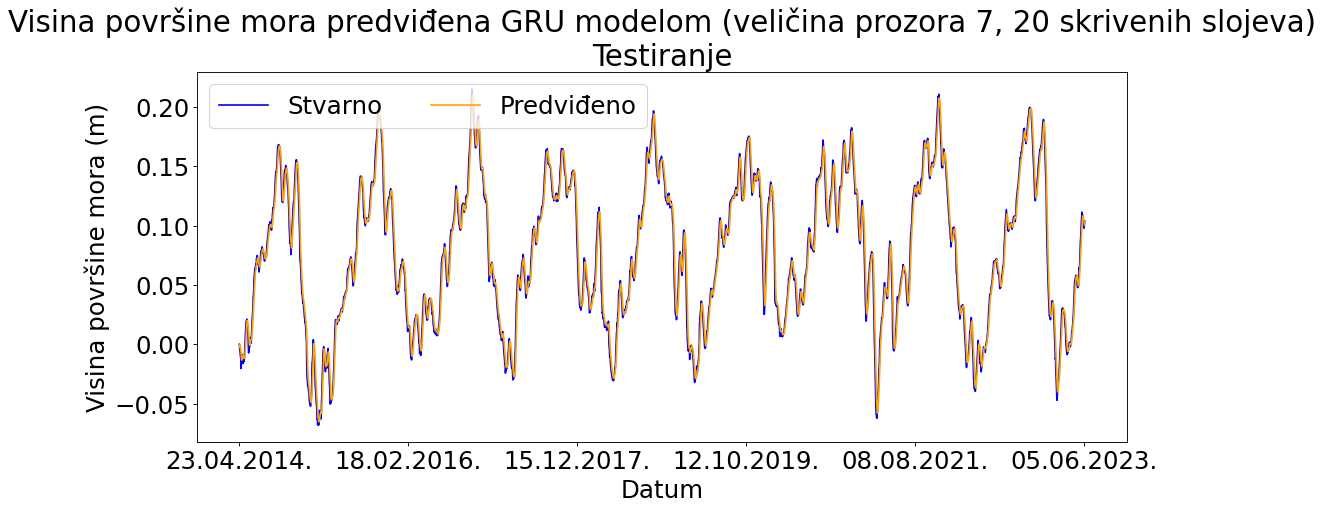 Visina površine mora predviđena GRU modelom (veličina prozora 7, 20 skrivenih slojeva)
Testiranje
Stvarno Predviđeno
Visina površine mora (m)
0.20
0.15
0.10
0.05
0.00
−0.05
23.04.2014. 18.02.2016. 15.12.2017. 12.10.2019. 08.08.2021. 05.06.2023.
Datum